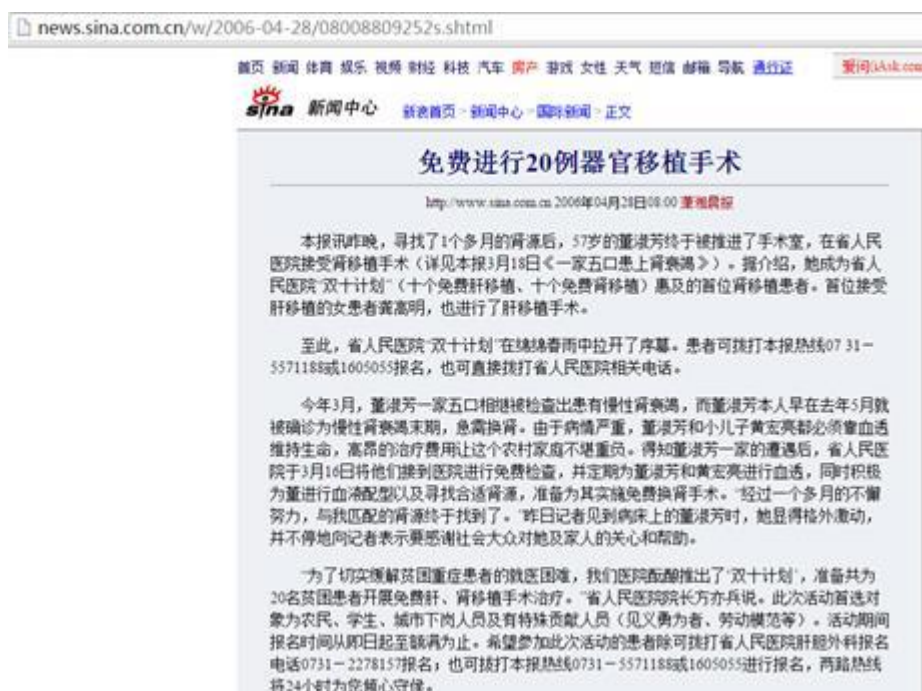 news.sina.com.cn/w/2006-04-28/08008809252s.shtml
首页 新闻 体育 娱乐 视频 财经 科技 汽车 房产 游戏 女性 天气 短信 邮箱 导航 通行证 爱问(iAsk.com
sina 新闻中心 新浪首页 > 新闻中心 > 国际新闻 > 正文
免费进行20例器官移植手术
http://www.sina.com.cn 2006年04月28日08:00 潇湘晨报
本报讯昨晚，寻找了1个多月的肾源后，57岁的董淑芳终于被推进了手术室，在省人民
医院接受肾移植手术（详见本报3月18日《一家五口患上肾衰竭》）。据介绍，她成为省人
民医院“双十计划”（十个免费肝移植、十个免费肾移植）惠及的首位肾移植患者。首位接受
肝移植的女患者龚高明，也进行了肝移植手术。
至此，省人民医院“双十计划”在绵绵春雨中拉开了序幕。患者可拨打本报热线07 31－
5571188或1605055报名，也可直接拨打省人民医院相关电话。
今年3月，董淑芳一家五口相继被检查出患有慢性肾衰竭，而董淑芳本人早在去年5月就
被确诊为慢性肾衰竭末期，急需换肾。由于病情严重，董淑芳和小儿子黄宏亮都必须靠血透
维持生命，高昂的治疗费用让这个农村家庭不堪重负。得知董淑芳一家的遭遇后，省人民医
院于3月16日将他们接到医院进行免费检查，并定期为董淑芳和黄宏亮进行血透，同时积极
为董进行血液配型以及寻找合适肾源，准备为其实施免费换肾手术。“经过一个多月的不懈
努力，与我匹配的肾源终于找到了。”昨日记者见到病床上的董淑芳时，她显得格外激动，
并不停地向记者表示要感谢社会大众对她及家人的关心和帮助。
“为了切实缓解贫困重症患者的就医困难，我们医院酝酿推出了‘双十计划’，准备共为
20名贫困患者开展免费肝、肾移植手术治疗。”省人民医院院长方亦兵说。此次活动首选对
象为农民、学生、城市下岗人员及有特殊贡献人员（见义勇为者、劳动模范等）。活动期间
报名时间从即日起至额满为止。希望参加此次活动的患者除可拨打省人民医院肝胆外科报名
电话0731－2278157报名；也可拨打本报热线0731－5571188或1605055进行报名，两路热线
将24小时为您倾心守候。